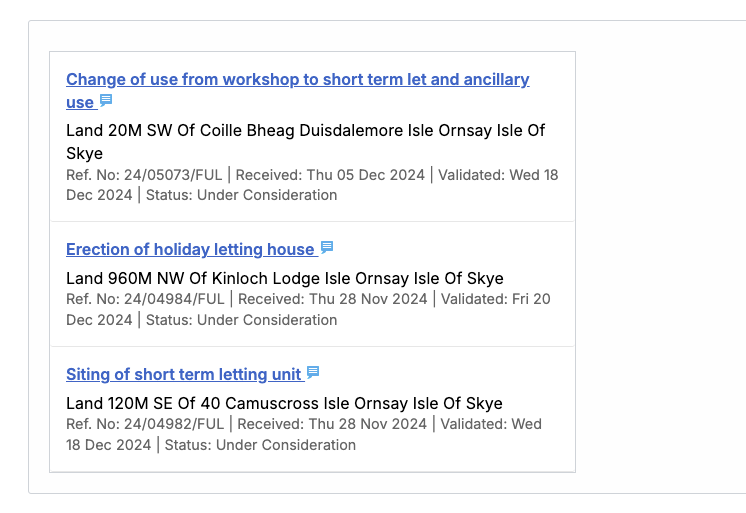 Change of use from workshop to short term let and ancillary
use
Land 20M SW Of Coille Bheag Duisdalemore Isle Ornsay Isle Of
Skye
Ref. No: 24/05073/FUL | Received: Thu 05 Dec 2024 | Validated: Wed 18
Dec 2024 | Status: Under Consideration
Erection of holiday letting house
Land 960M NW Of Kinloch Lodge Isle Ornsay Isle Of Skye
Ref. No: 24/04984/FUL | Received: Thu 28 Nov 2024 | Validated: Fri 20
Dec 2024 | Status: Under Consideration
Siting of short term letting unit
Land 120M SE Of 40 Camuscross Isle Ornsay Isle Of Skye
Ref. No: 24/04982/FUL | Received: Thu 28 Nov 2024 | Validated: Wed
18 Dec 2024 | Status: Under Consideration